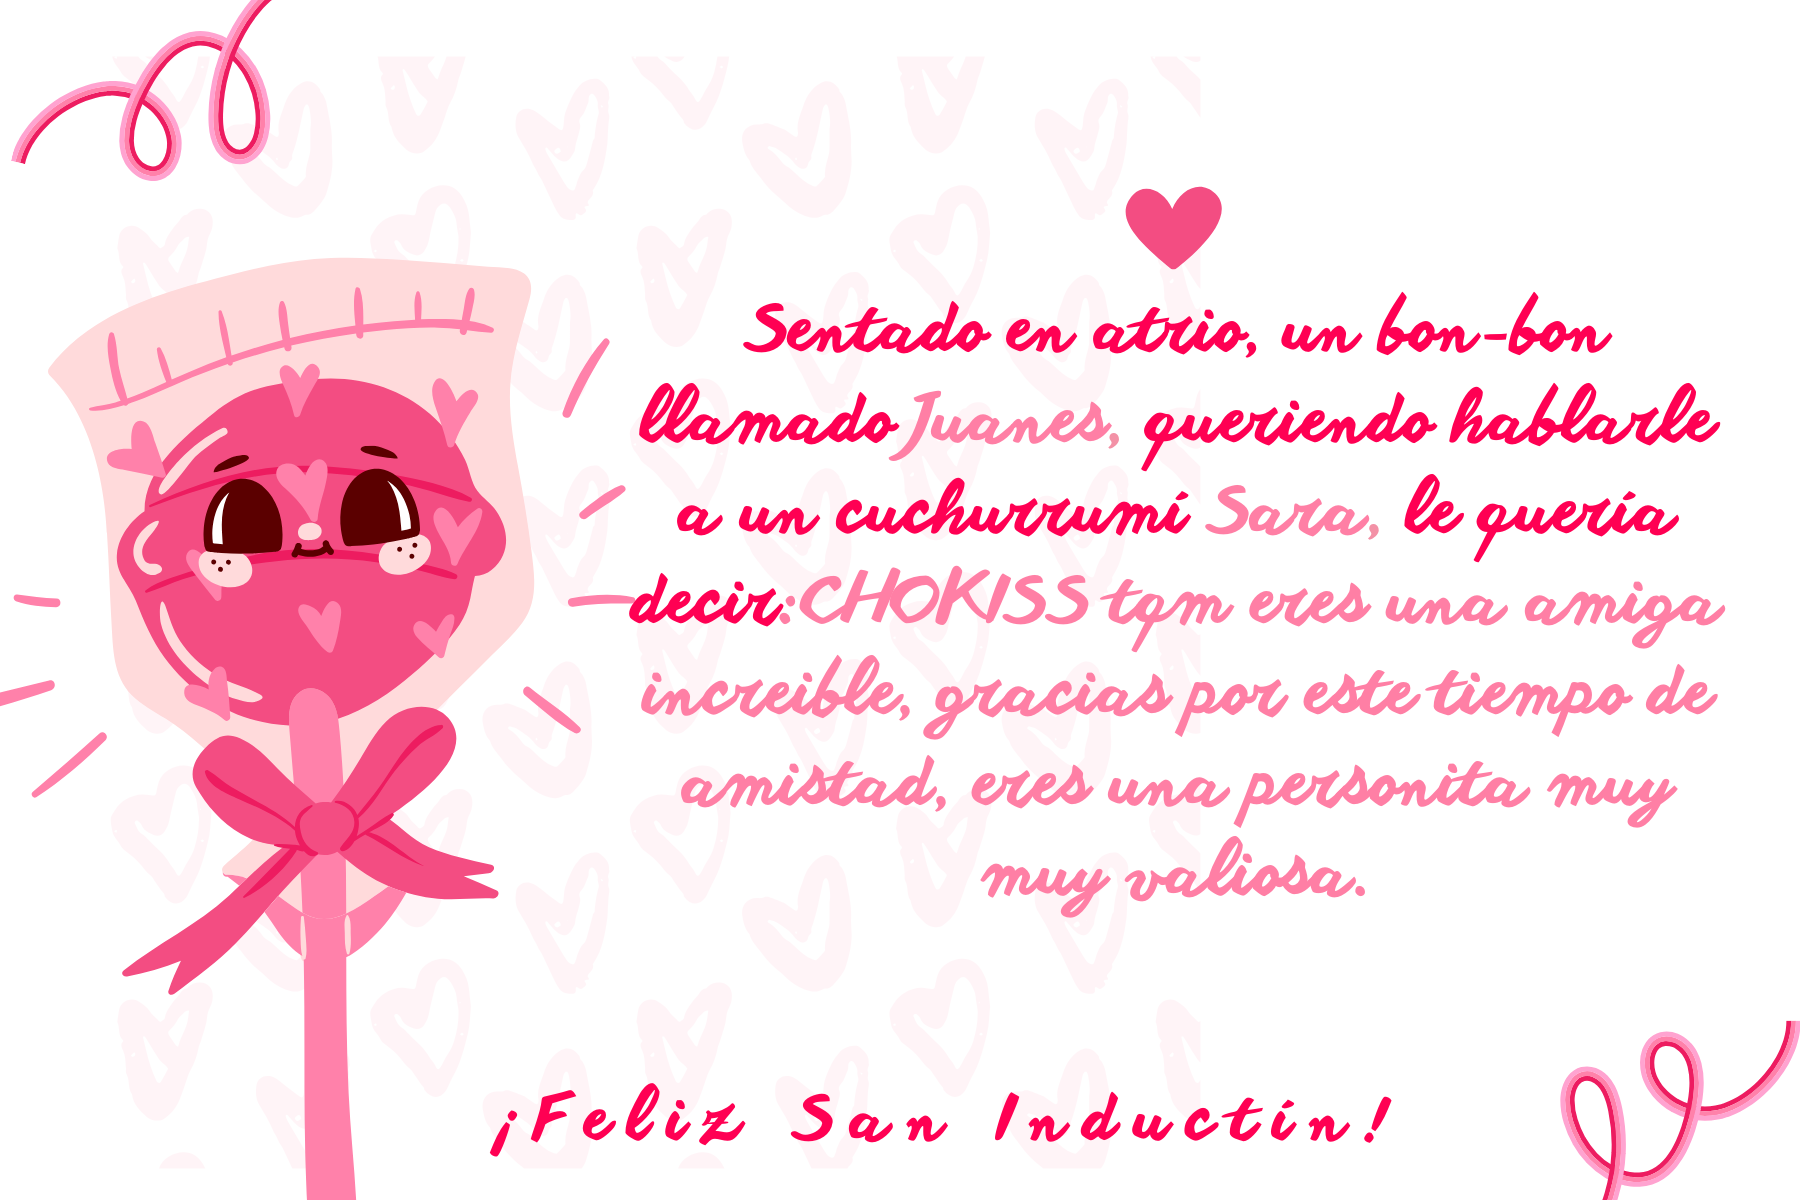 Sentado en atrio, un bon-bon
llamado Juanes, queriendo hablarle
a un cuchurrumí Sara, le quería
decir:CHOKISS tqm eres una amiga
increible, gracias por este tiempo de
amistad, eres una personita muy
muy valiosa.
¡Feliz San Inductín!